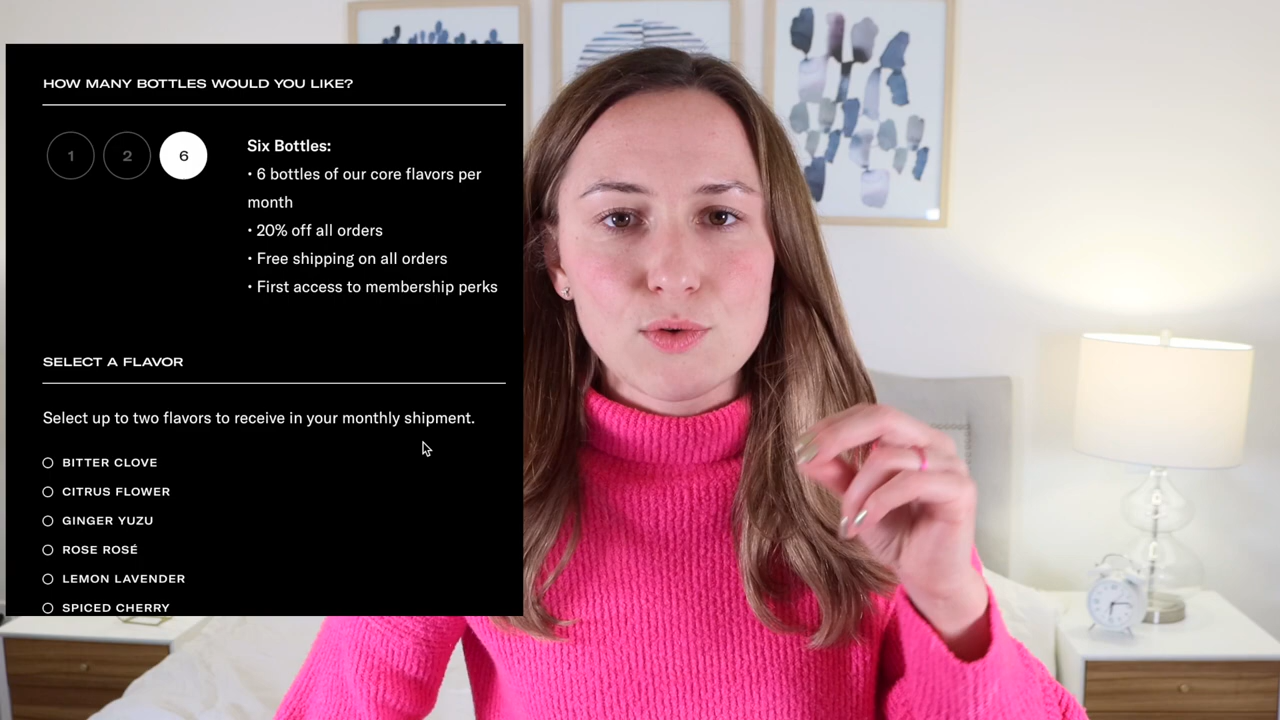 HOW MANY BOTTLES WOULD YOU LIKE?
1 2 6
Six Bottles:
• 6 bottles of our core flavors per
month
• 20% off all orders
• Free shipping on all orders
• First access to membership perks
SELECT A FLAVOR
Select up to two flavors to receive in your monthly shipment.
BITTER CLOVE
CITRUS FLOWER
GINGER YUZU
ROSE ROSÉ
LEMON LAVENDER
SPICED CHERRY